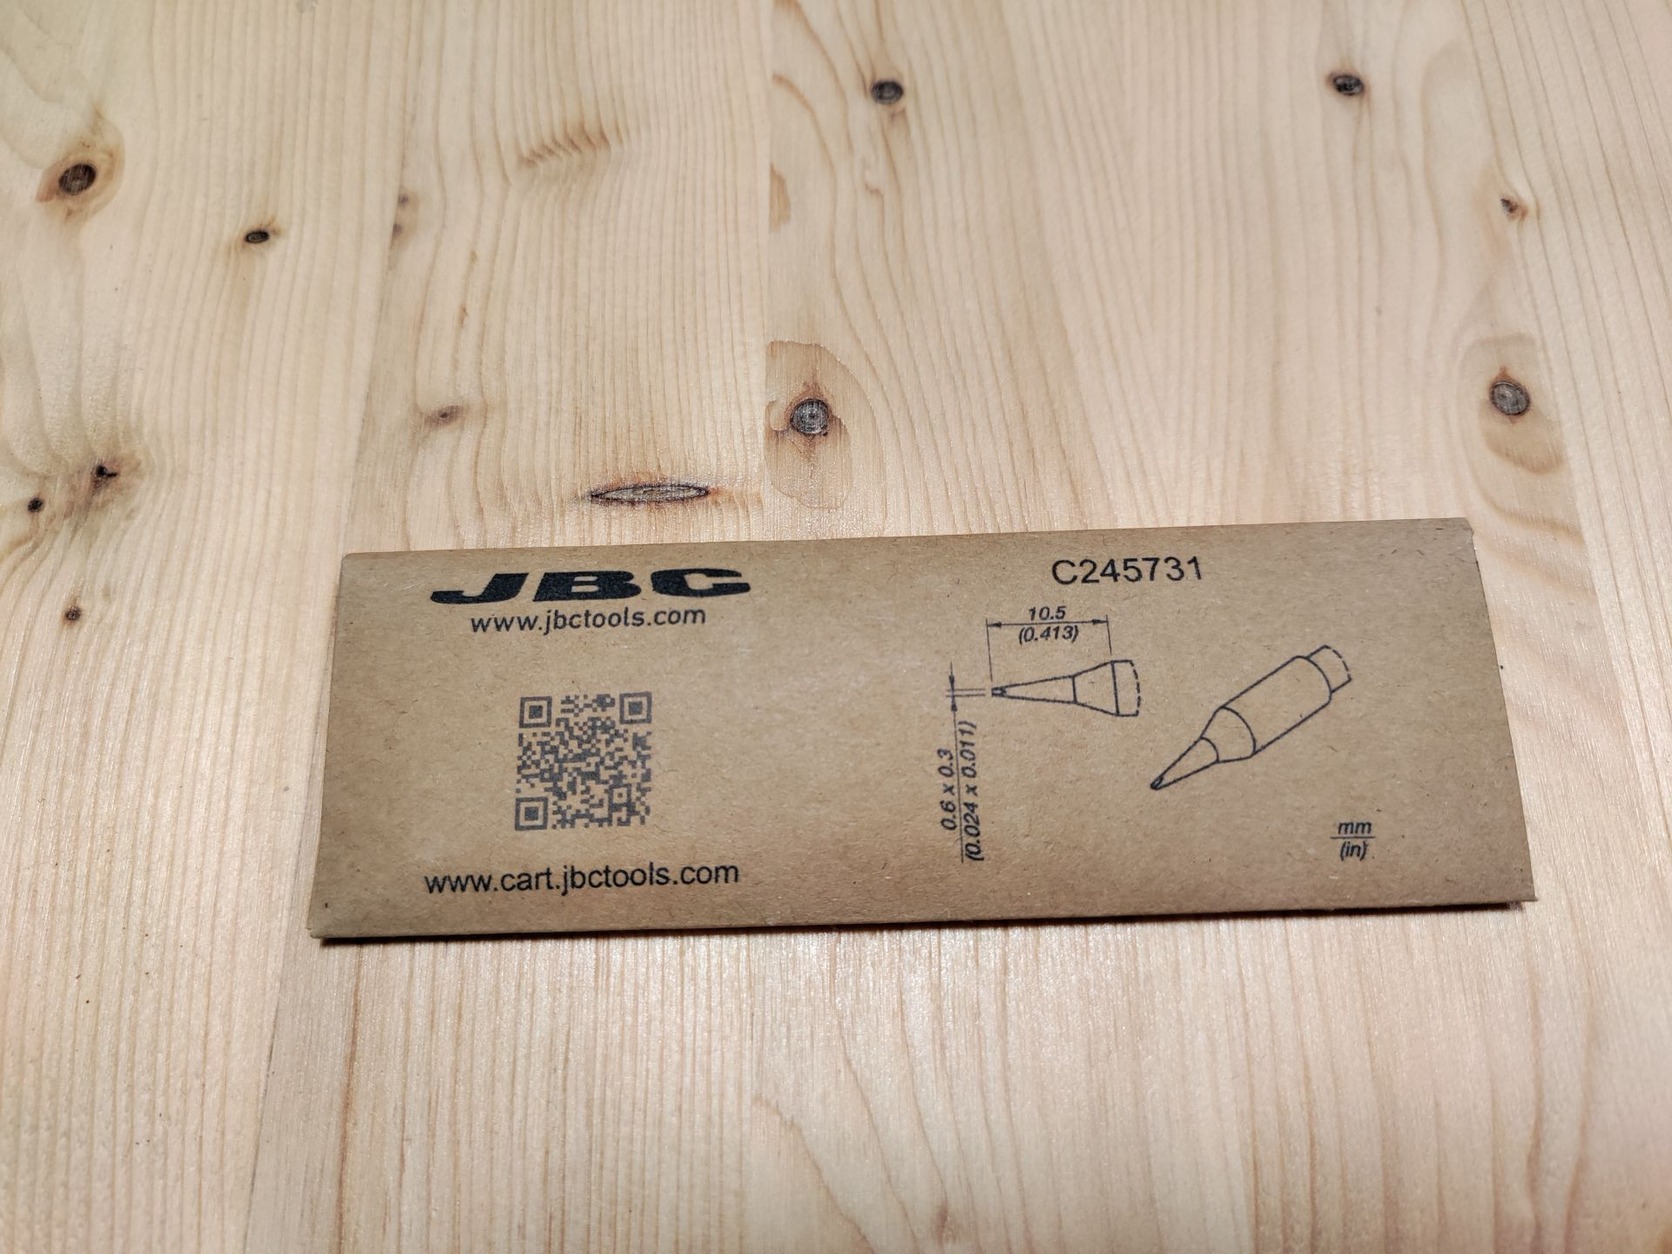 JBC
www.jbctools.com
www.cart.jbctools.com
C245731
10.5
(0.413)
0.6 x 0.3
(0.024 x 0.011)
mm
(in)